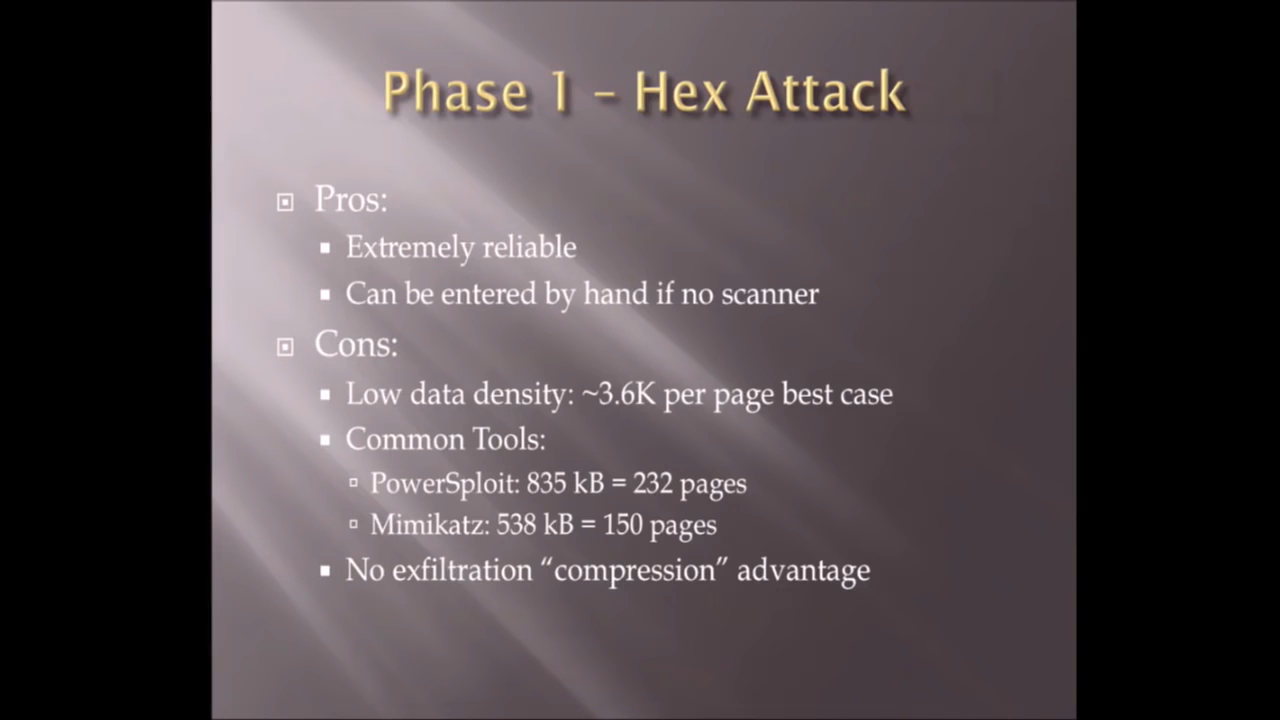 Phase 1 – Hex Attack
Pros:
Extremely reliable
Can be entered by hand if no scanner
Cons:
Low data density: ~3.6K per page best case
Common Tools:
PowerSploit: 835 kB = 232 pages
Mimikatz: 538 kB = 150 pages
No exfiltration “compression” advantage